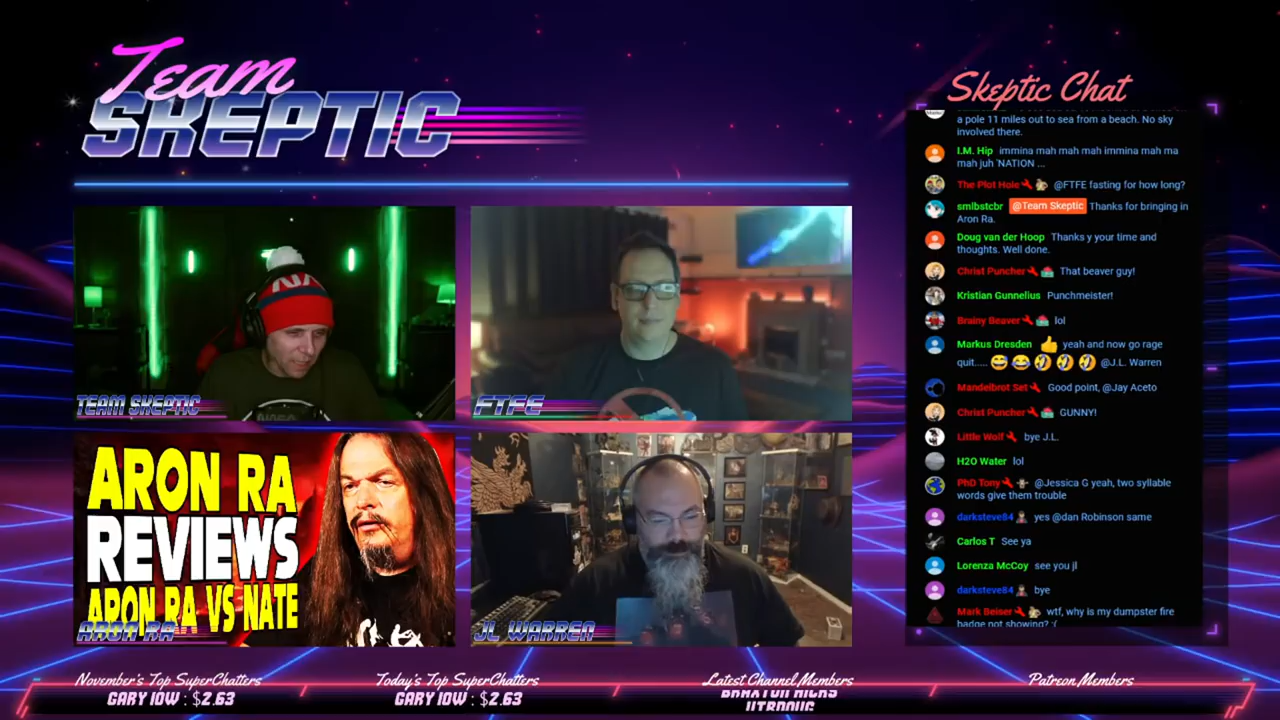 Team
SKEPTIC
Skeptic Chat
a pole 11 miles out to sea from a beach. No sky
involved there.
I.M. Hip immina mah mah mah immina mah ma
mah juh 'NATION ...
The Plot Hole @FTFE fasting for how long?
smlbstcbr @Team Skeptic Thanks for bringing in
Aron Ra.
Doug van der Hoop Thanks y your time and
thoughts. Well done.
Christ Puncher That beaver guy!
Kristian Gunnelius Punchmeister!
Brainy Beaver lol
Markus Dresden yeah and now go rage
quit..... @J.L. Warren
Mandelbrot Set Good point, @Jay Aceto
Christ Puncher GUNNY!
Little Wolf bye J.L.
H2O Water lol
PhD Tony @Jessica G yeah, two syllable
words give them trouble
darksteve84 yes @dan Robinson same
Carlos T See ya
Lorenza McCoy see you jl
darksteve84 bye
Mark Beiser wtf, why is my dumpster fire
badge not showing? :(
TEAM SKEPTIC
FTFE
ARON RA
REVIEWS
ARON RA VS NATE
ARON RA
JL WARREN
November's Top SuperChatters
GARY IOW : $2.63
Today's Top SuperChatters
GARY IOW : $2.63
Latest Channel Members
BRAXTON HICKS
Patreon Members